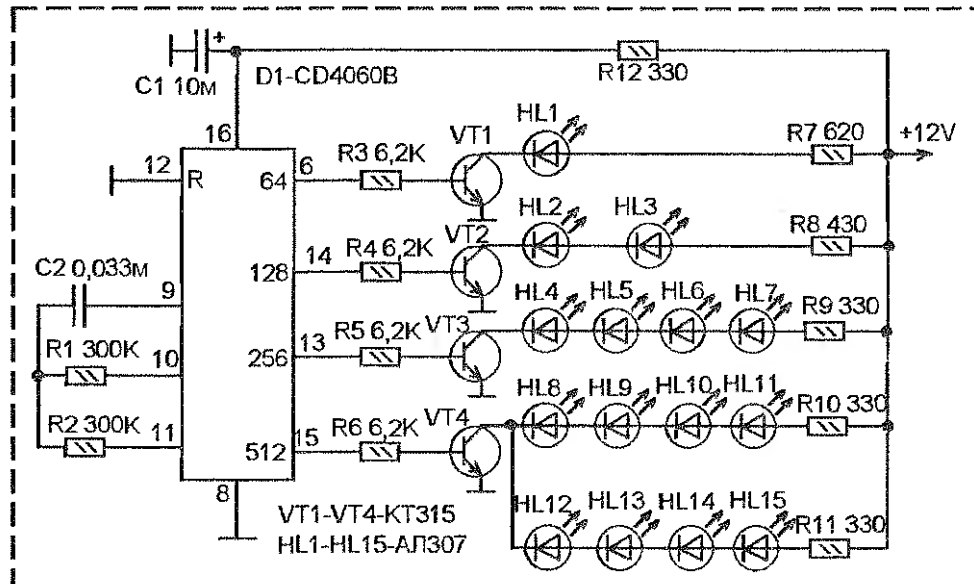 C1 10м
+
D1-CD4060B
R12 330
16
12
R
64
6
R3 6,2K
VT1
HL1
R7 620
+12V
128
14
R4 6,2K
VT2
HL2
HL3
R8 430
C2 0,033м
9
R1 300K
10
256
13
R5 6,2K
VT3
HL4
HL5
HL6
HL7
R9 330
R2 300K
11
512
15
R6 6,2K
VT4
HL8
HL9
HL10
HL11
R10 330
8
HL12
HL13
HL14
HL15
R11 330
VT1-VT4-КТ315
HL1-HL15-АЛ307